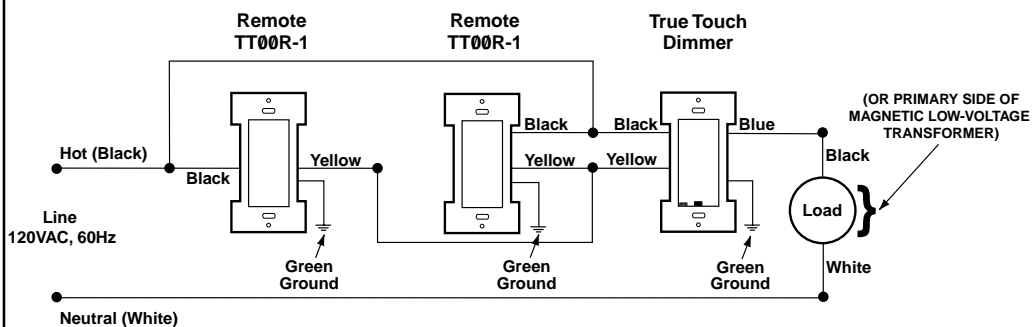 Remote
TT00R-1
Remote
TT00R-1
True Touch
Dimmer
(OR PRIMARY SIDE OF
MAGNETIC LOW-VOLTAGE
TRANSFORMER)
Black
Black
Blue
Hot (Black)
Yellow
Yellow
Yellow
Black
Black
Load
Line
120VAC, 60Hz
Green
Ground
Green
Ground
Green
Ground
White
Neutral (White)